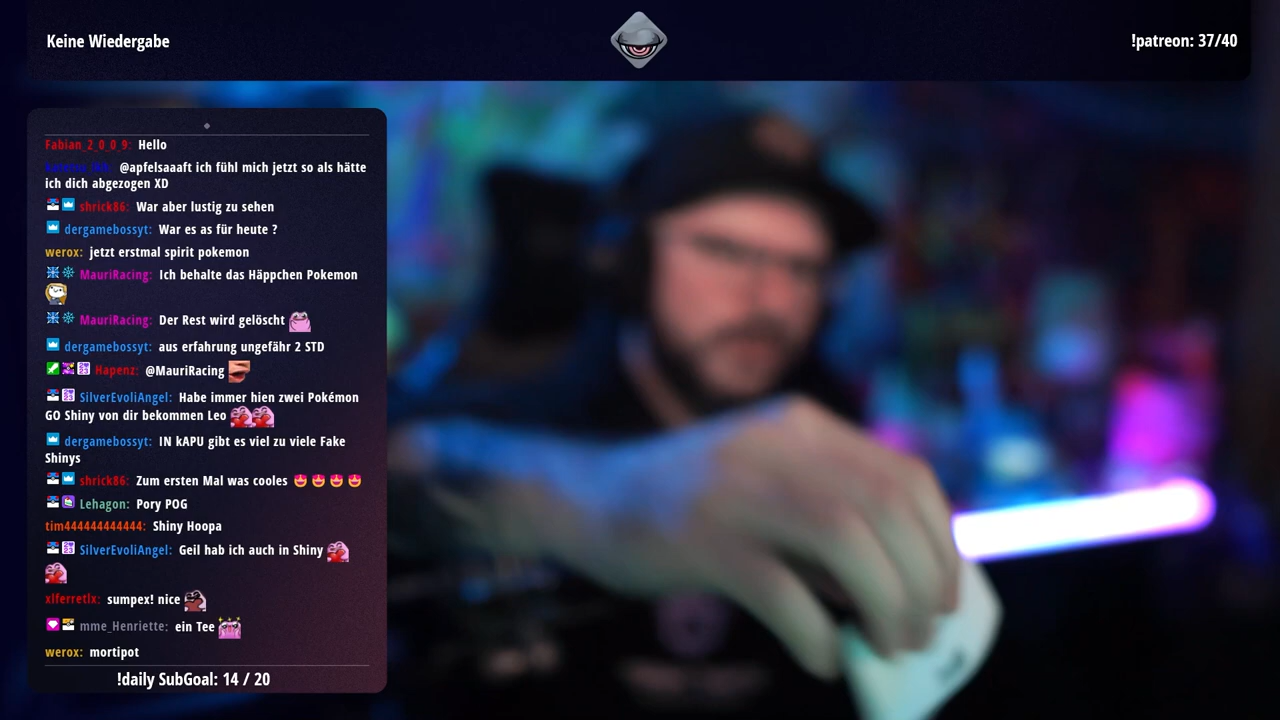 Keine Wiedergabe
!patreon: 37/40
Fabian_2_0_0_9: Hello
@apfelsaaaft ich fühl mich jetzt so als hätte
ich dich abgezogen XD
shrick86: War aber lustig zu sehen
dergamebossyt: War es as für heute ?
werox: jetzt erstmal spirit pokemon
MauriRacing: Ich behalte das Häppchen Pokemon
MauriRacing: Der Rest wird gelöscht
dergamebossyt: aus erfahrung ungefähr 2 STD
Hapenz: @MauriRacing
SilverEvoliAngel: Habe immer hien zwei Pokémon
GO Shiny von dir bekommen Leo
dergamebossyt: IN kAPU gibt es viel zu viele Fake
Shinys
shrick86: Zum ersten Mal was cooles 😍 😍 😍 😍
Lehagon: Pory POG
tim444444444444: Shiny Hoopa
SilverEvoliAngel: Geil hab ich auch in Shiny
xlferretlx: sumpex! nice
mme_Henriette: ein Tee
werox: mortipot
!daily SubGoal: 14 / 20